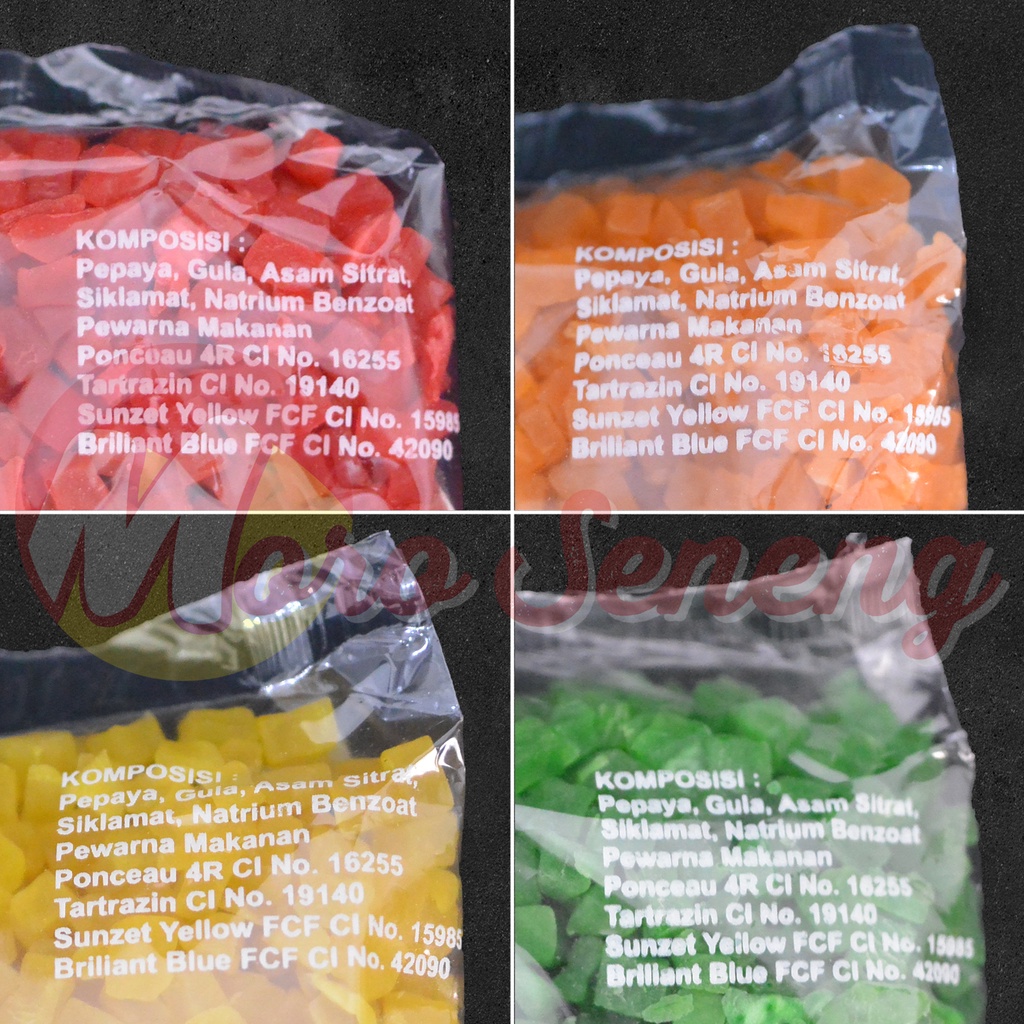 KOMPOSISI :
Pepaya, Gula, Asam Sitrat,
Siklamat, Natrium Benzoat
Pewarna Makanan
Ponceau 4R CI No. 16255
Tartrazin CI No. 19140
Sunzet Yellow FCF CI No. 15985
Brilliant Blue FCF CI No. 42090
KOMPOSISI :
Pepaya, Gula, Asam Sitrat,
Siklamat, Natrium Benzoat
Pewarna Makanan
Ponceau 4R CI No. 16255
Tartrazin CI No. 19140
Sunzet Yellow FCF CI No. 15985
Brilliant Blue FCF CI No. 42090
Moro Seneng
KOMPOSISI :
Pepaya, Gula, Asam Sitrat,
Siklamat, Natrium Benzoat
Pewarna Makanan
Ponceau 4R CI No. 16255
Tartrazin CI No. 19140
Sunzet Yellow FCF CI No. 15985
Briliant Blue FCF CI No. 42090
KOMPOSISI :
Pepaya, Gula, Asam Sitrat,
Siklamat, Natrium Benzoat
Pewarna Makanan
Ponceau 4R CI No. 16255
Tartrazin CI No. 19140
Sunzet Yellow FCF CI No. 15985
Briliant Blue FCF CI No. 42090